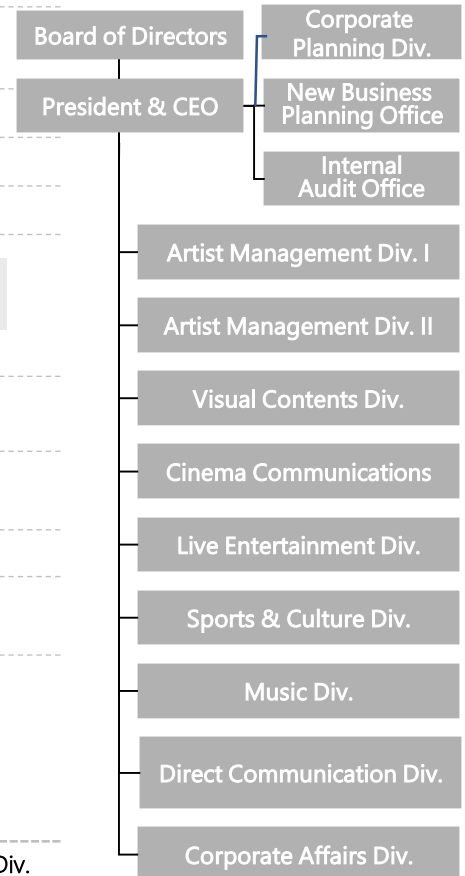 Board of Directors
Corporate
Planning Div.
President & CEO
New Business
Planning Office
Internal
Audit Office
Artist Management Div. I
Artist Management Div. II
Visual Contents Div.
Cinema Communications
Live Entertainment Div.
Sports & Culture Div.
Music Div.
Direct Communication Div.
Corporate Affairs Div.
Div.